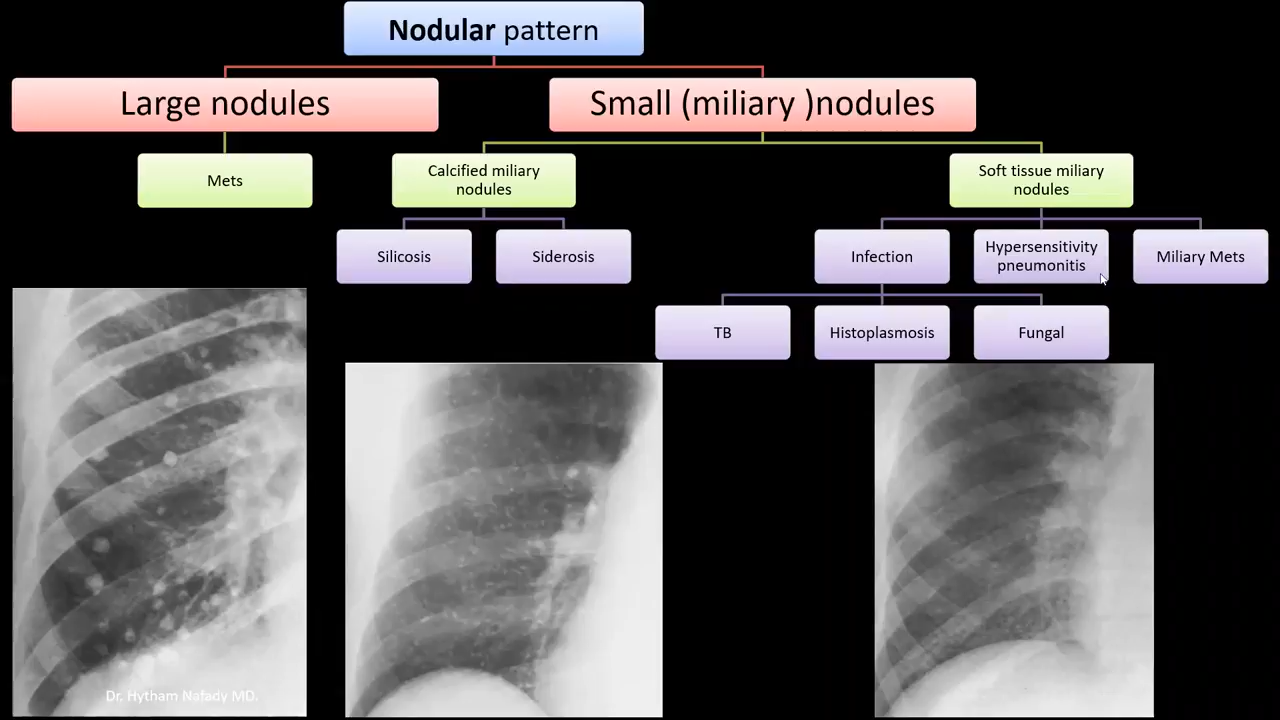 Nodular pattern
Large nodules
Small (miliary )nodules
Mets
Calcified miliary
nodules
Soft tissue miliary
nodules
Silicosis
Siderosis
Infection
Hypersensitivity
pneumonitis
Miliary Mets
TB
Histoplasmosis
Fungal
Dr. Hytham Nafady MD.